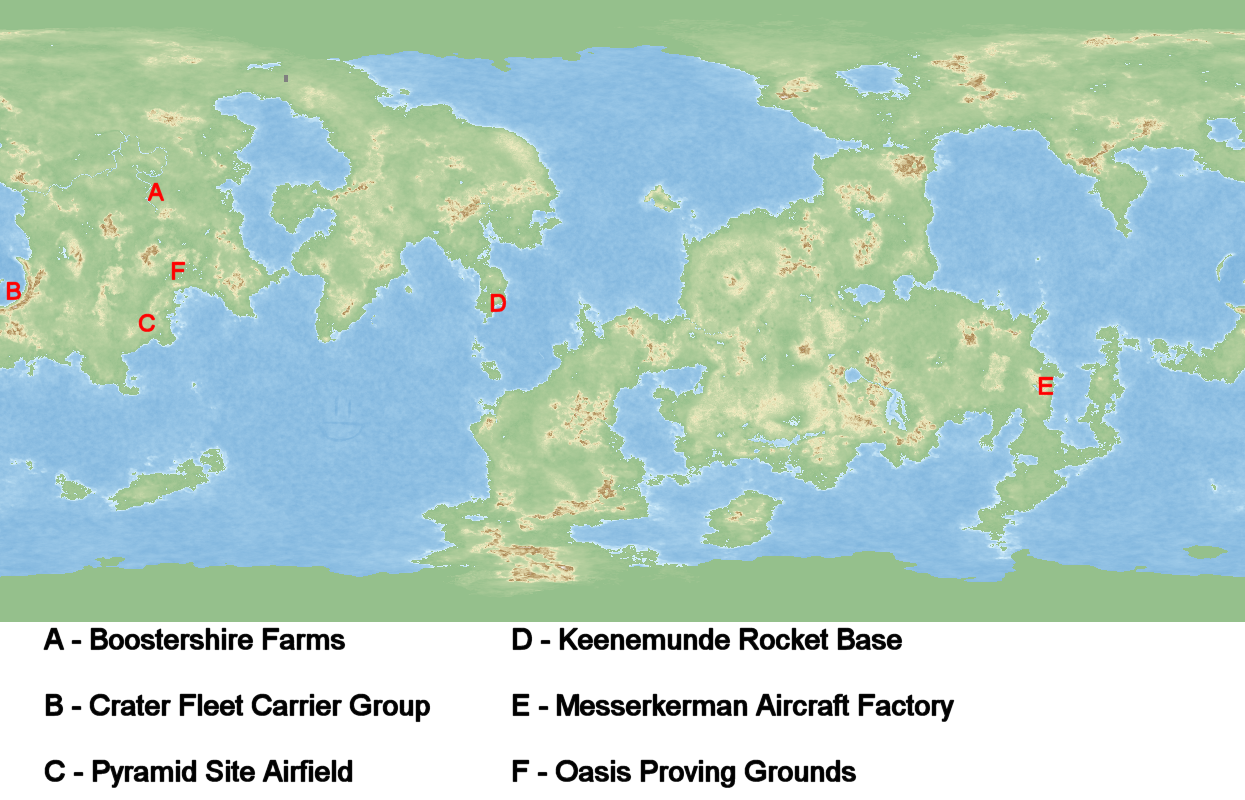 A
F
B
D
C
E
A - Boostershire Farms
D - Keenemunde Rocket Base
B - Crater Fleet Carrier Group
E - Messerkerman Aircraft Factory
C - Pyramid Site Airfield
F - Oasis Proving Grounds